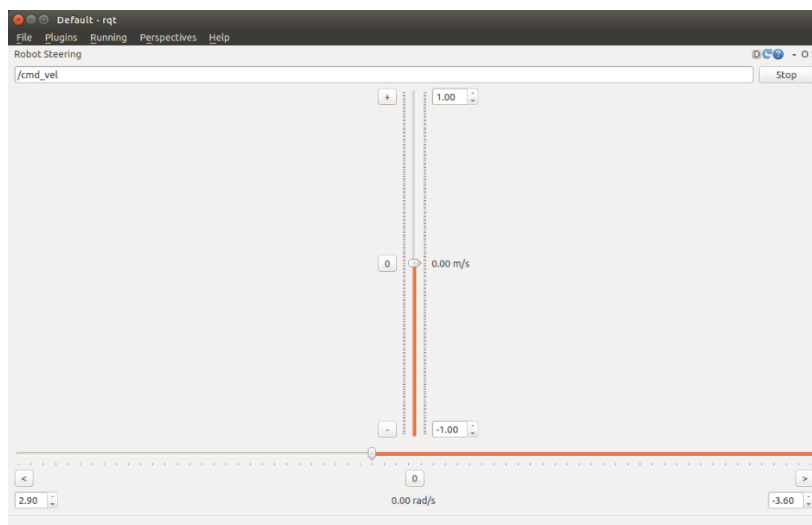 Default - rqt
File Plugins Running Perspectives Help
Robot Steering D C ? - O
/cmd_vel Stop
+ 1.00
0 0.00 m/s
- -1.00
< 0 >
2.90 0.00 rad/s -3.60